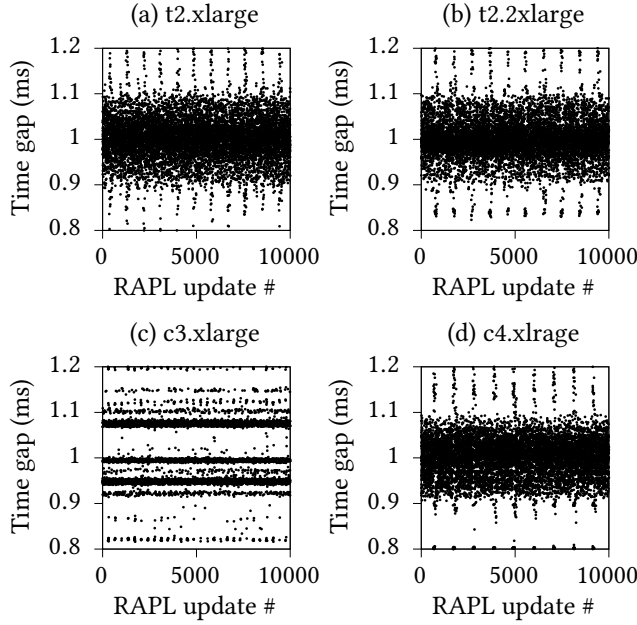 (a) t2.xlarge
Time gap (ms)
1.2
1.1
1
0.9
0.8
0 5000 10000
RAPL update #
(b) t2.2xlarge
Time gap (ms)
1.2
1.1
1
0.9
0.8
0 5000 10000
RAPL update #
(c) c3.xlarge
Time gap (ms)
1.2
1.1
1
0.9
0.8
0 5000 10000
RAPL update #
(d) c4.xlrage
Time gap (ms)
1.2
1.1
1
0.9
0.8
0 5000 10000
RAPL update #